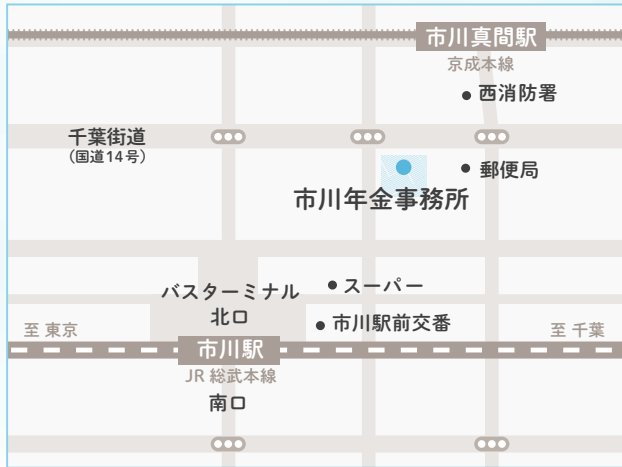 市川真間駅
京成本線
西消防署
千葉街道
(国道14号)
郵便局
市川年金事務所
スーパー
バスターミナル
北口
市川駅前交番
至 東京
至 千葉
市川駅
JR 総武本線
南口